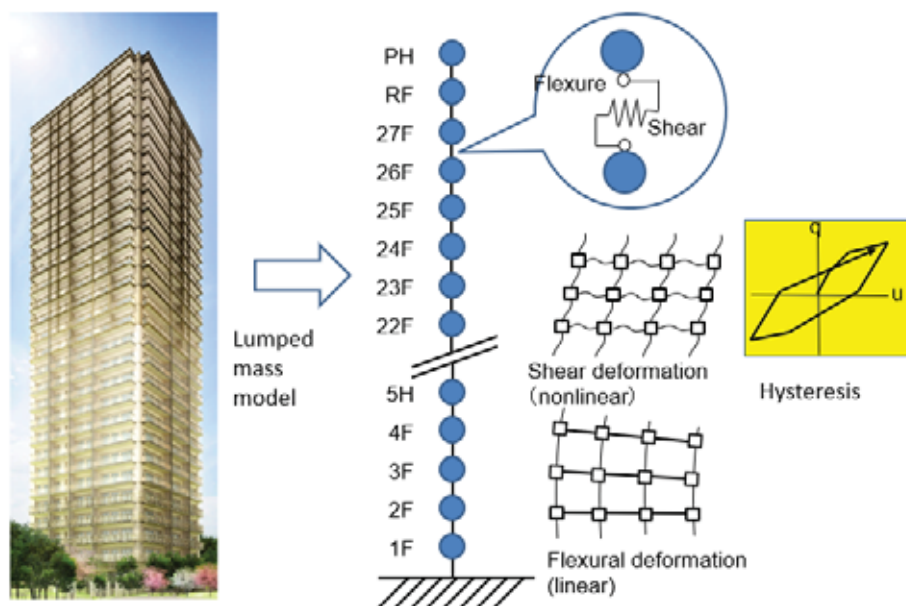 PH
RF
27F
26F
25F
24F
23F
22F
5H
4F
3F
2F
1F
Flexure
Shear
Lumped
mass
model
Shear deformation
(nonlinear)
q
u
Hysteresis
Flexural deformation
(linear)